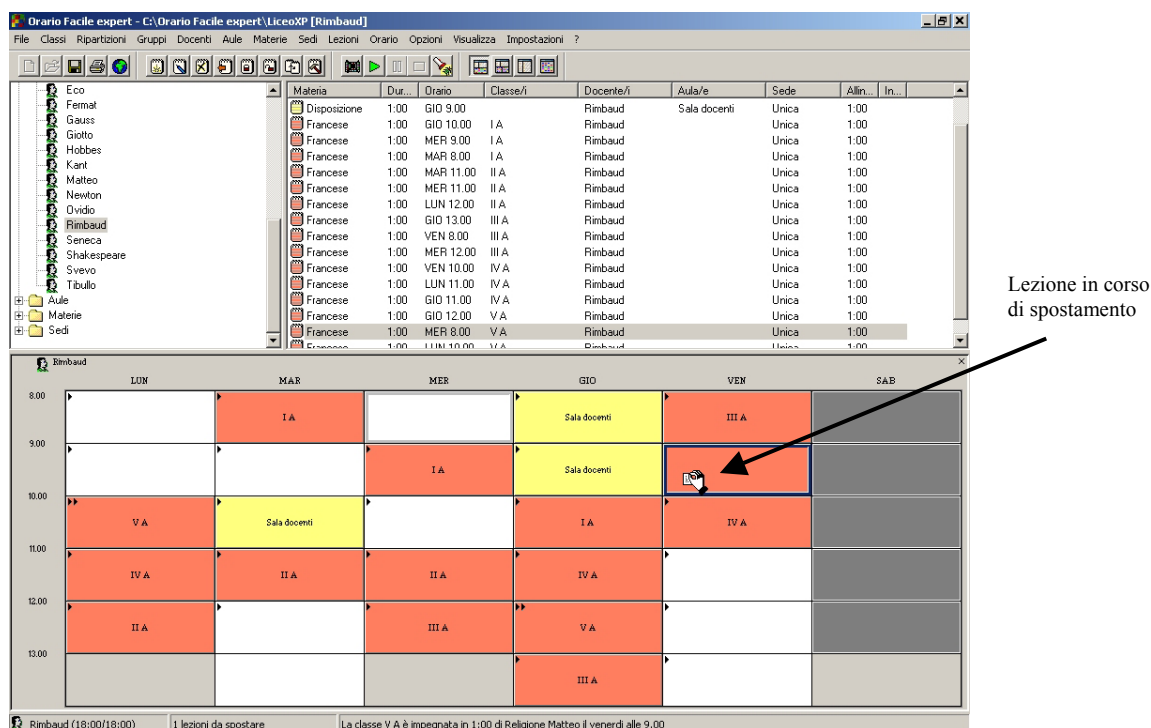 Orario Facile expert - C:\Orario Facile expert\LiceoXP [Rimbaud]
File Classi Ripartizioni Gruppi Docenti Aule Materie Sedi Lezioni Orario Opzioni Visualizza Impostazioni ?
Eco
Fermat
Gauss
Giotto
Hobbes
Kant
Matteo
Newton
Ovidio
Rimbaud
Seneca
Shakespeare
Svevo
Tibullo
Aule
Materie
Sedi
Materia Dur... Orario Classe/i Docente/i Aula/e Sede Allin... In...
Disposizione 1:00 GIO 9.00 Rimbaud Sala docenti Unica 1:00
Francese 1:00 GIO 10.00 I A Rimbaud Unica 1:00
Francese 1:00 MER 9.00 I A Rimbaud Unica 1:00
Francese 1:00 MAR 8.00 I A Rimbaud Unica 1:00
Francese 1:00 MAR 11.00 II A Rimbaud Unica 1:00
Francese 1:00 MER 11.00 II A Rimbaud Unica 1:00
Francese 1:00 LUN 12.00 II A Rimbaud Unica 1:00
Francese 1:00 GIO 13.00 III A Rimbaud Unica 1:00
Francese 1:00 VEN 8.00 III A Rimbaud Unica 1:00
Francese 1:00 MER 12.00 III A Rimbaud Unica 1:00
Francese 1:00 VEN 10.00 IV A Rimbaud Unica 1:00
Francese 1:00 LUN 11.00 IV A Rimbaud Unica 1:00
Francese 1:00 GIO 11.00 IV A Rimbaud Unica 1:00
Francese 1:00 GIO 12.00 V A Rimbaud Unica 1:00
Francese 1:00 MER 8.00 V A Rimbaud Unica 1:00
Francese 1:00 LUN 10.00 V A Rimbaud Unica 1:00
Lezione in corso
di spostamento
Rimbaud
LUN MAR MER GIO VEN SAB
8.00
I A Sala docenti III A
9.00
I A Sala docenti
10.00
V A Sala docenti I A IV A
11.00
IV A II A II A IV A
12.00
II A III A V A
13.00
III A
Rimbaud (18:00/18:00) 1 lezioni da spostare La classe V A è impegnata in 1:00 di Religione Matteo il venerdì alle 9.00